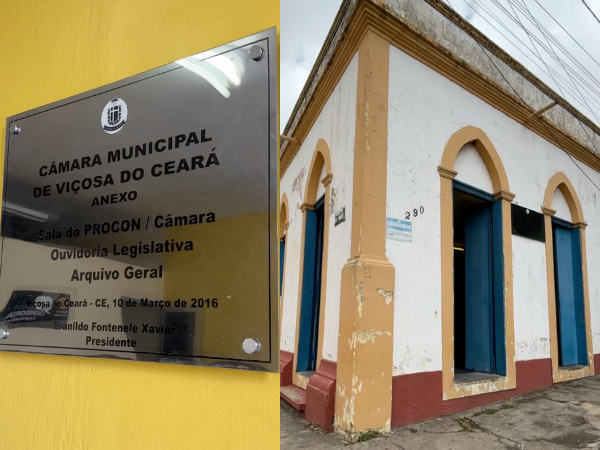 CÂMARA MUNICIPAL
DE VIÇOSA DO CEARÁ
ANEXO
Sala do PROCON / Câmara
Ouvidoria Legislativa
Arquivo Geral
Viçosa do Ceará - CE, 10 de Março de 2016
Eranildo Fontenele Xavier
Presidente
290